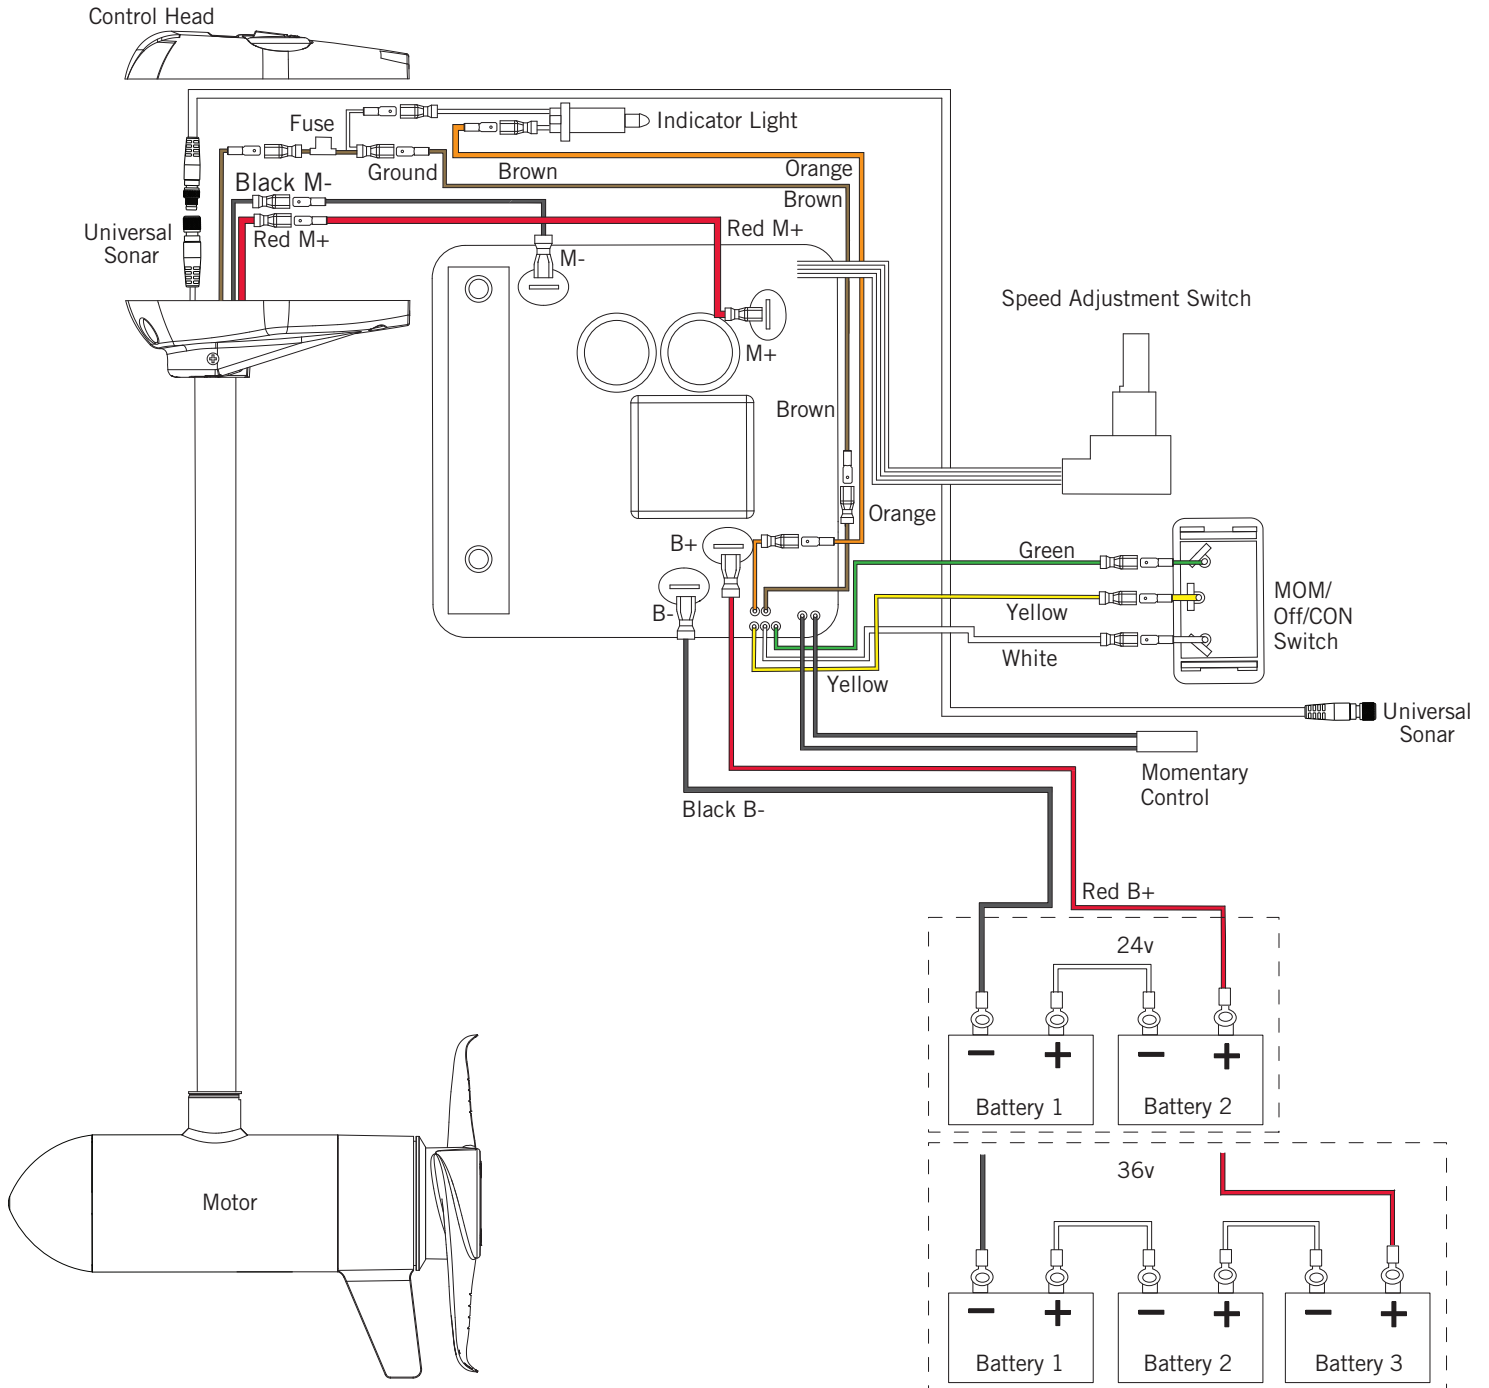 Control Head
Indicator Light
Fuse
Ground
Brown
Orange
Black M-
Brown
Universal
Sonar
Red M+
Red M+
M-
Speed Adjustment Switch
M+
Brown
Orange
B+
Green
B-
Yellow
MOM/
Off/CON
Switch
White
Yellow
Universal
Sonar
Momentary
Control
Black B-
Red B+
24v
− + − +
Battery 1
Battery 2
Motor
36v
− + − + − +
Battery 1
Battery 2
Battery 3